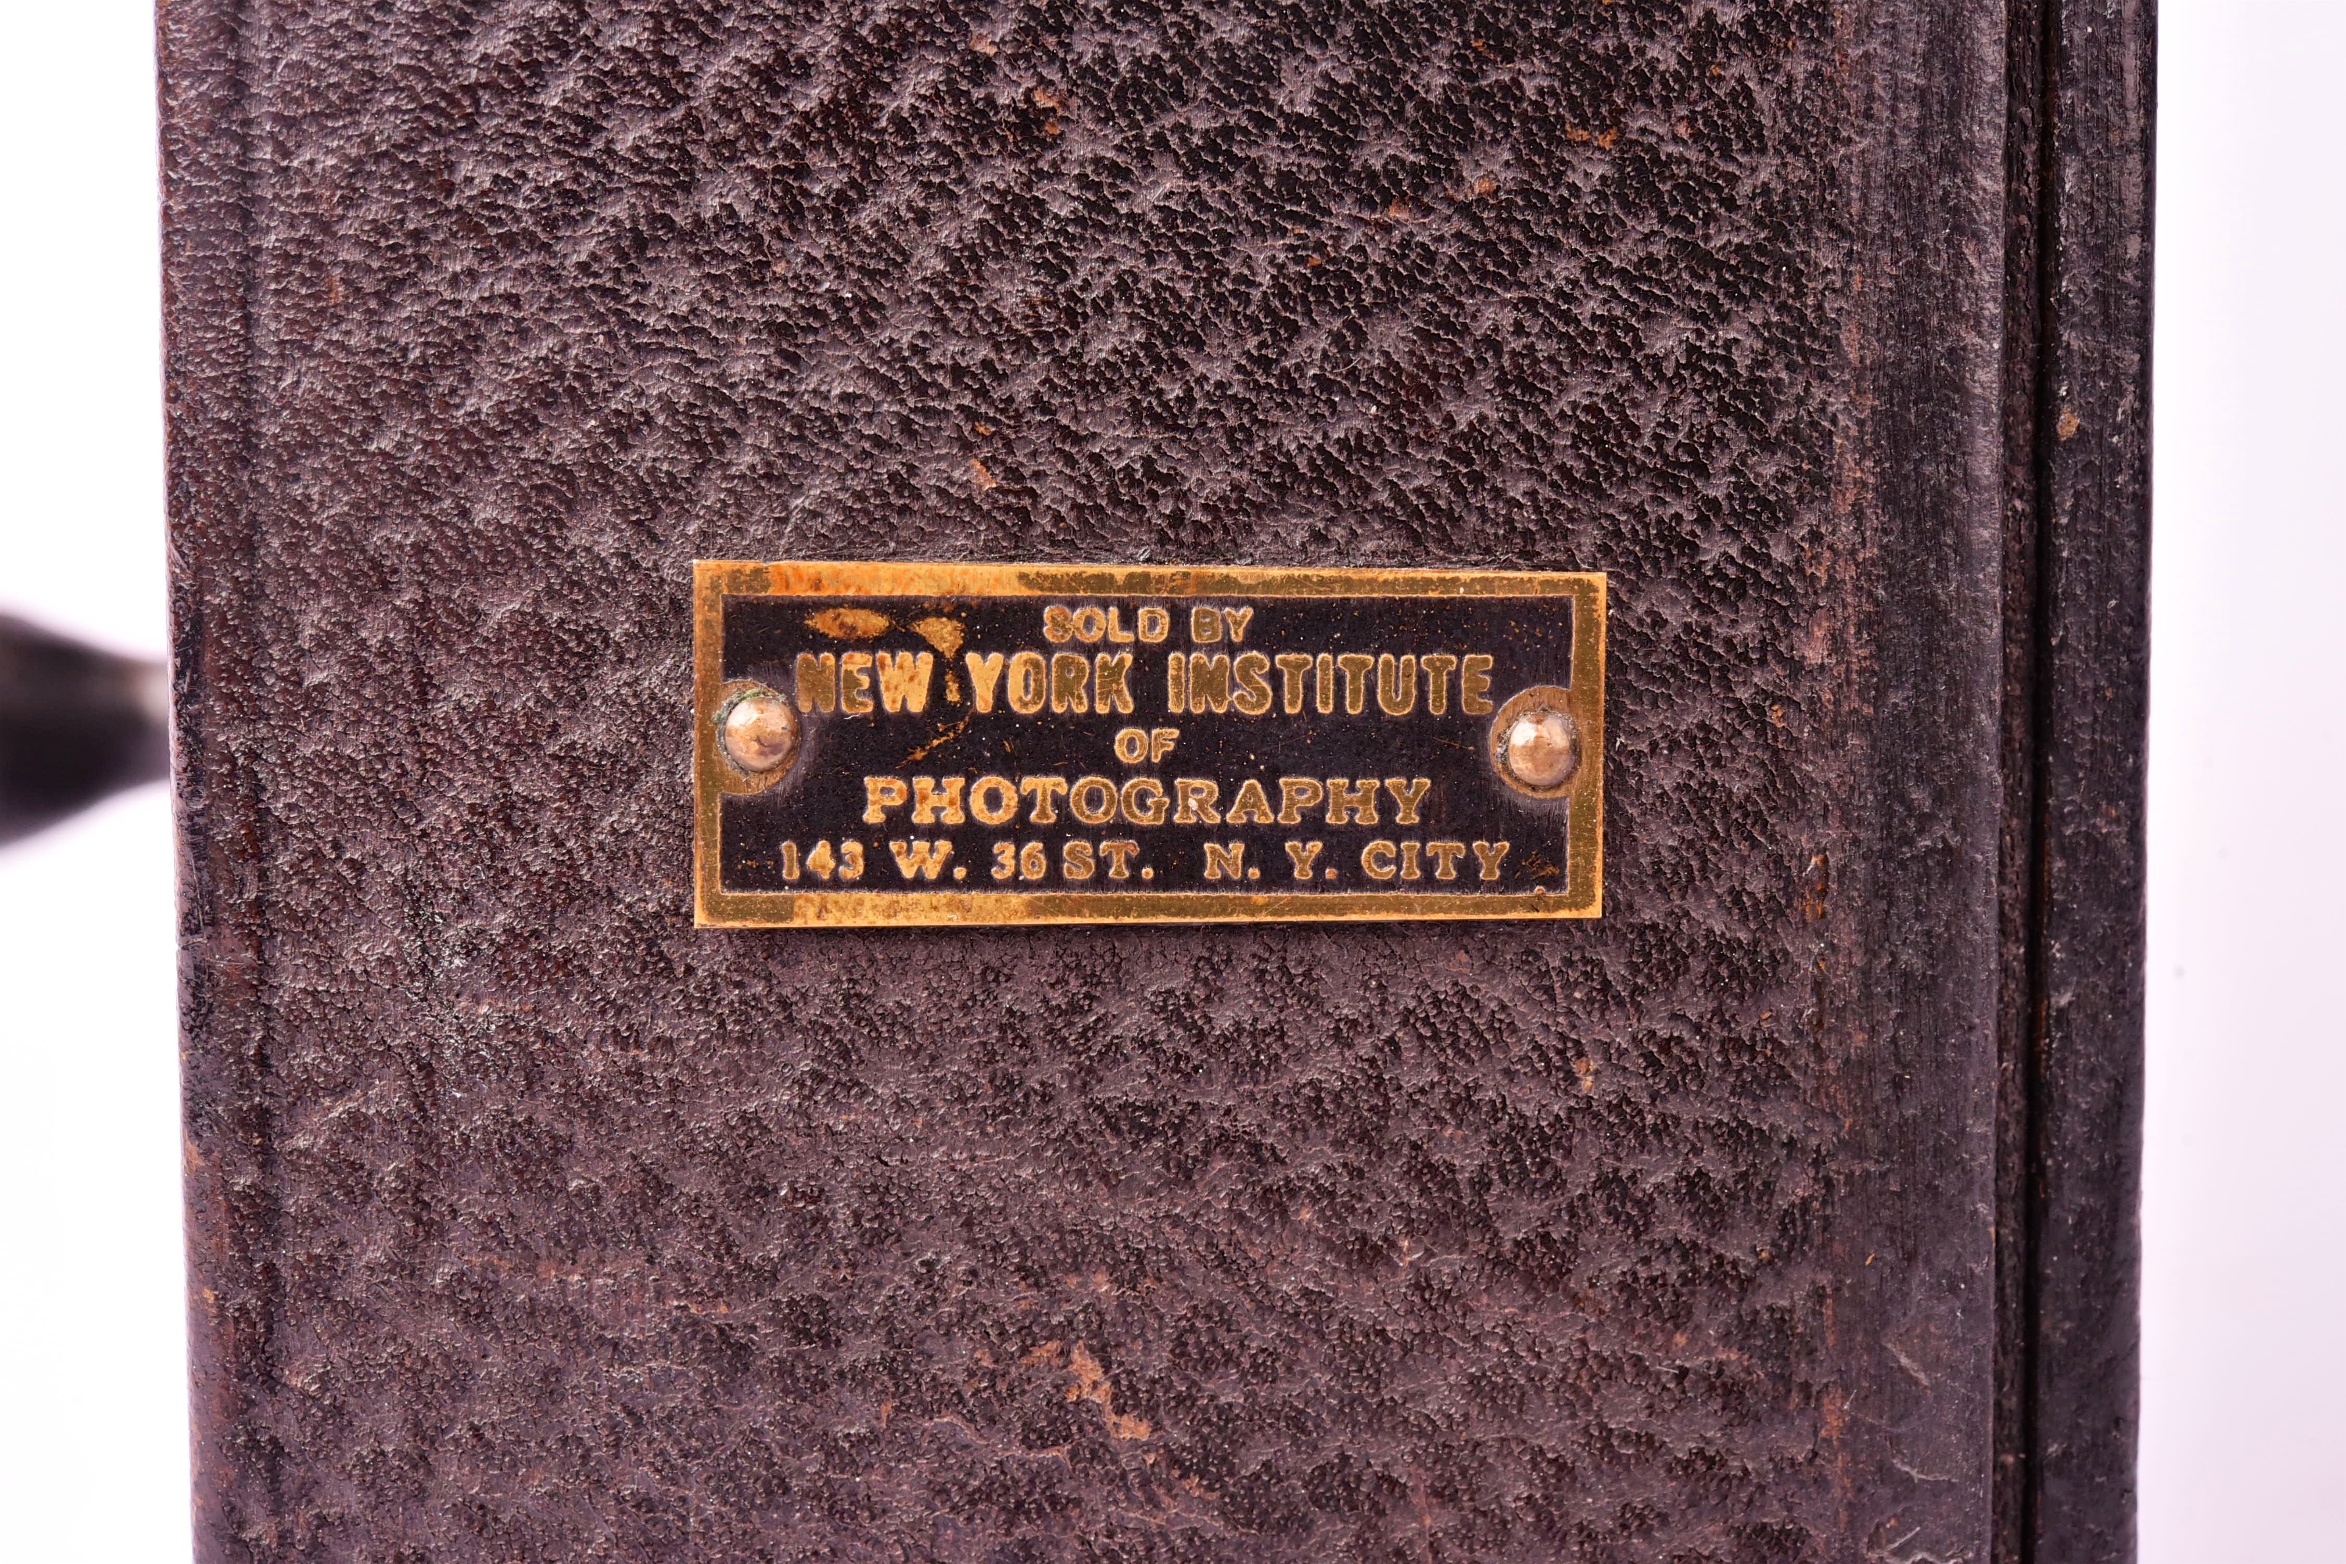 SOLD BY
NEW YORK INSTITUTE
OF
PHOTOGRAPHY
143 W. 36 ST. N. Y. CITY